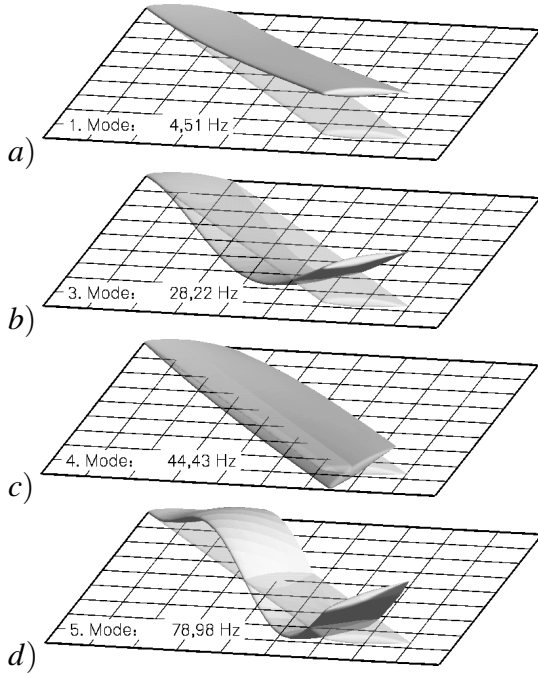 1. Mode: 4,51 Hz
a)
3. Mode: 28,22 Hz
b)
4. Mode: 44,43 Hz
c)
5. Mode: 78,98 Hz
d)